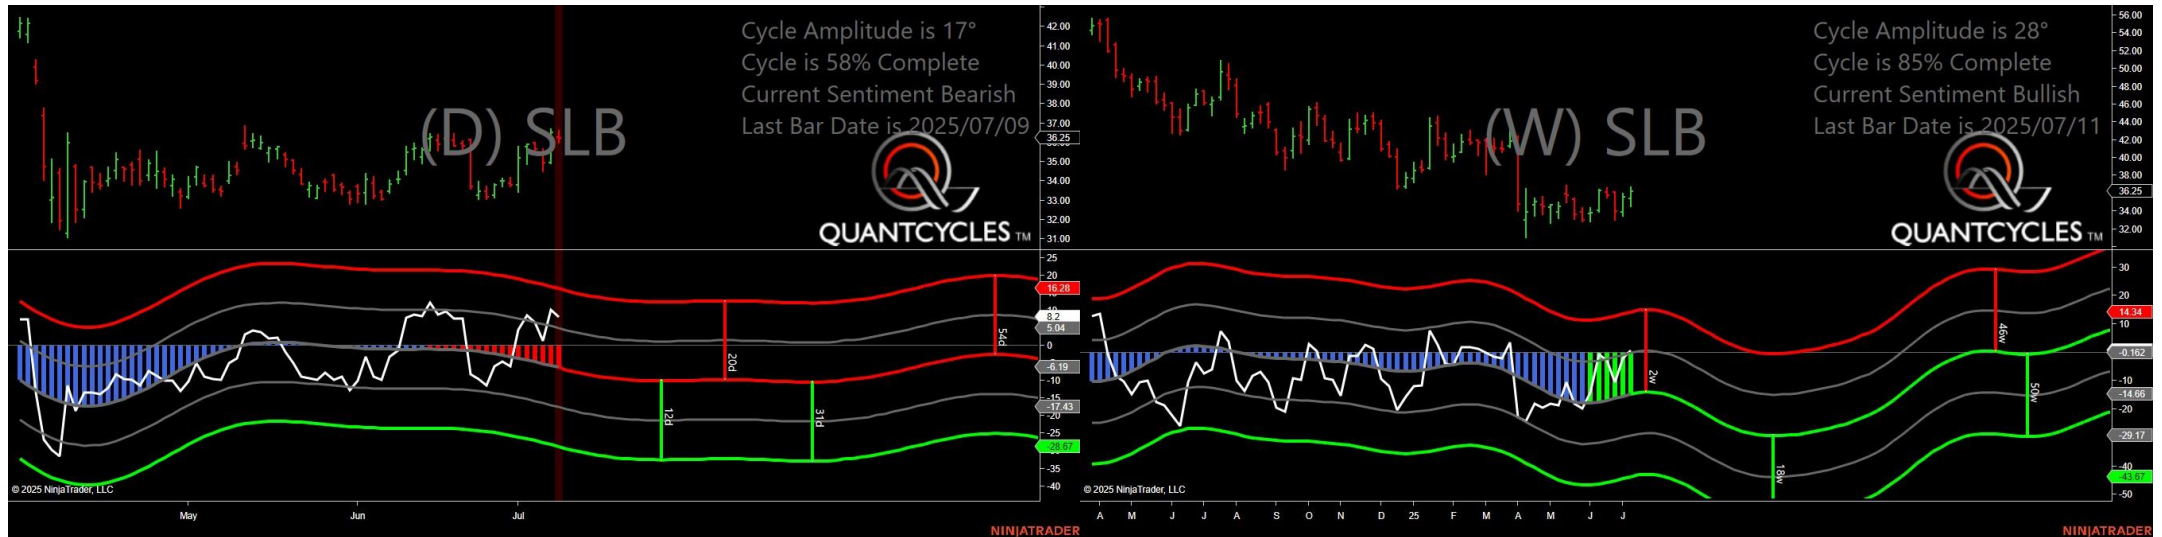 Cycle Amplitude is 17°
Cycle is 58% Complete
Current Sentiment Bearish
Last Bar Date is 2025/07/09
(D) SLB
QUANTCYCLES TM
42.00
41.00
40.00
39.00
38.00
37.00
36.25
35.00
34.00
33.00
32.00
31.00
25
20
16.28
10
8.2
5.04
0
-6.19
-10
-15
-17.43
-20
-25
-28.67
-35
-40
12d
20d
31d
54d
© 2025 NinjaTrader, LLC
May
Jun
Jul
NINJATRADER
Cycle Amplitude is 28°
Cycle is 85% Complete
Current Sentiment Bullish
Last Bar Date is 2025/07/11
(W) SLB
QUANTCYCLES TM
56.00
54.00
52.00
50.00
48.00
46.00
44.00
42.00
40.00
38.00
36.25
34.00
32.00
30
20
14.34
10
-0.162
-10
-14.66
-20
-29.17
-40
-43.67
-50
2w
18w
46w
50w
© 2025 NinjaTrader, LLC
A
M
J
J
A
S
O
N
D
25
F
M
A
M
J
J
NINJATRADER